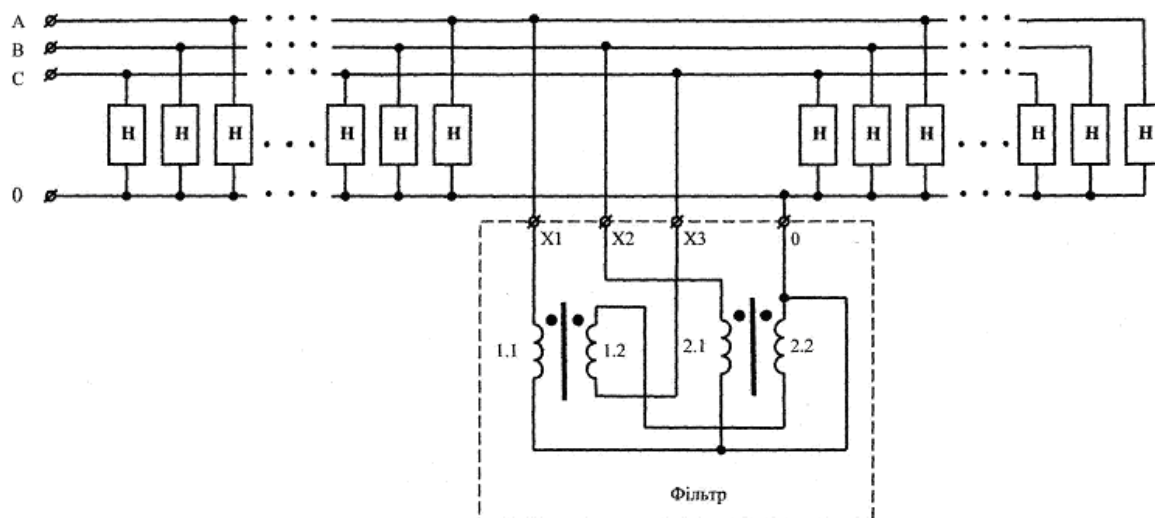 A
B
C
Н Н Н Н Н Н Н Н Н Н Н Н
0
X1 X2 X3 0
1.1 1.2 2.1 2.2
Фільтр